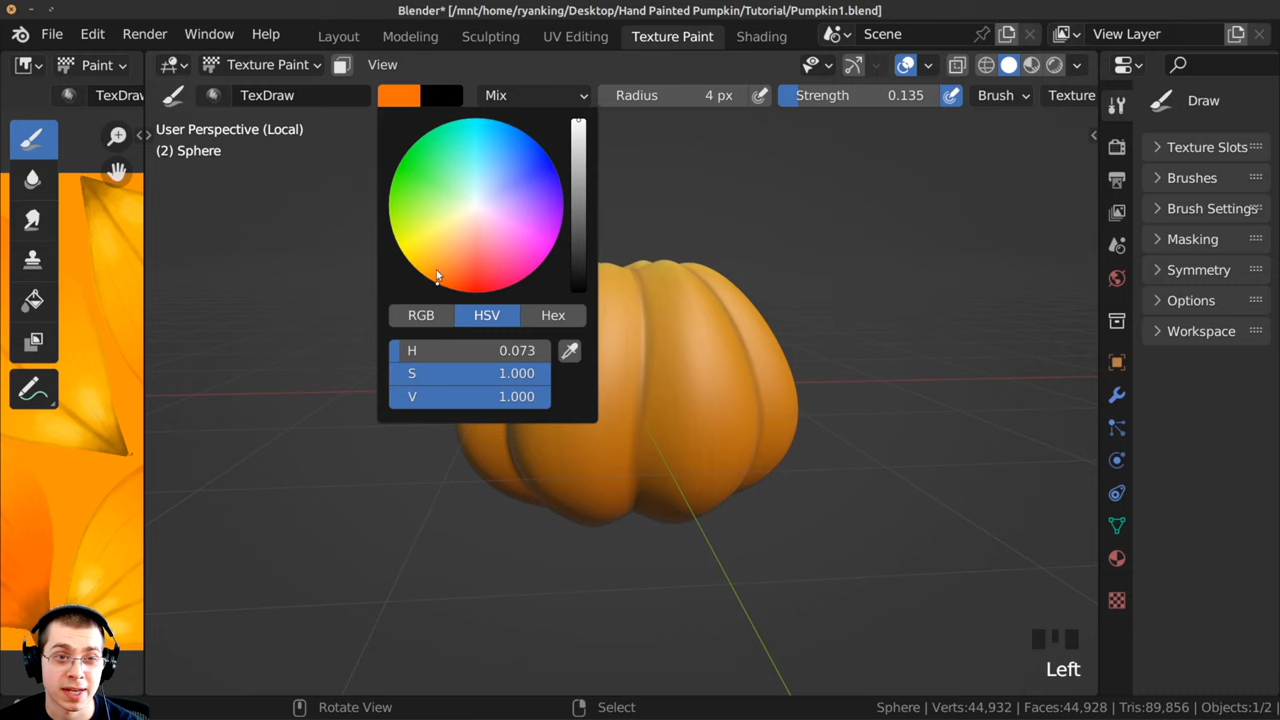 Blender* [/mnt/home/ryanking/Desktop/Hand Painted Pumpkin/Tutorial/Pumpkin1.blend]
File Edit Render Window Help Layout Modeling Sculpting UV Editing Texture Paint Shading Scene View Layer
Paint Texture Paint View
TexDraw TexDraw Mix Radius 4 px Strength 0.135 Brush Texture Draw
User Perspective (Local)
(2) Sphere
Texture Slots
Brushes
Brush Settings
Masking
Symmetry
Options
Workspace
RGB HSV Hex
H 0.073
S 1.000
V 1.000
Left
Rotate View Select Sphere | Verts:44,932 | Faces:44,928 | Tris:89,856 | Objects:1/2